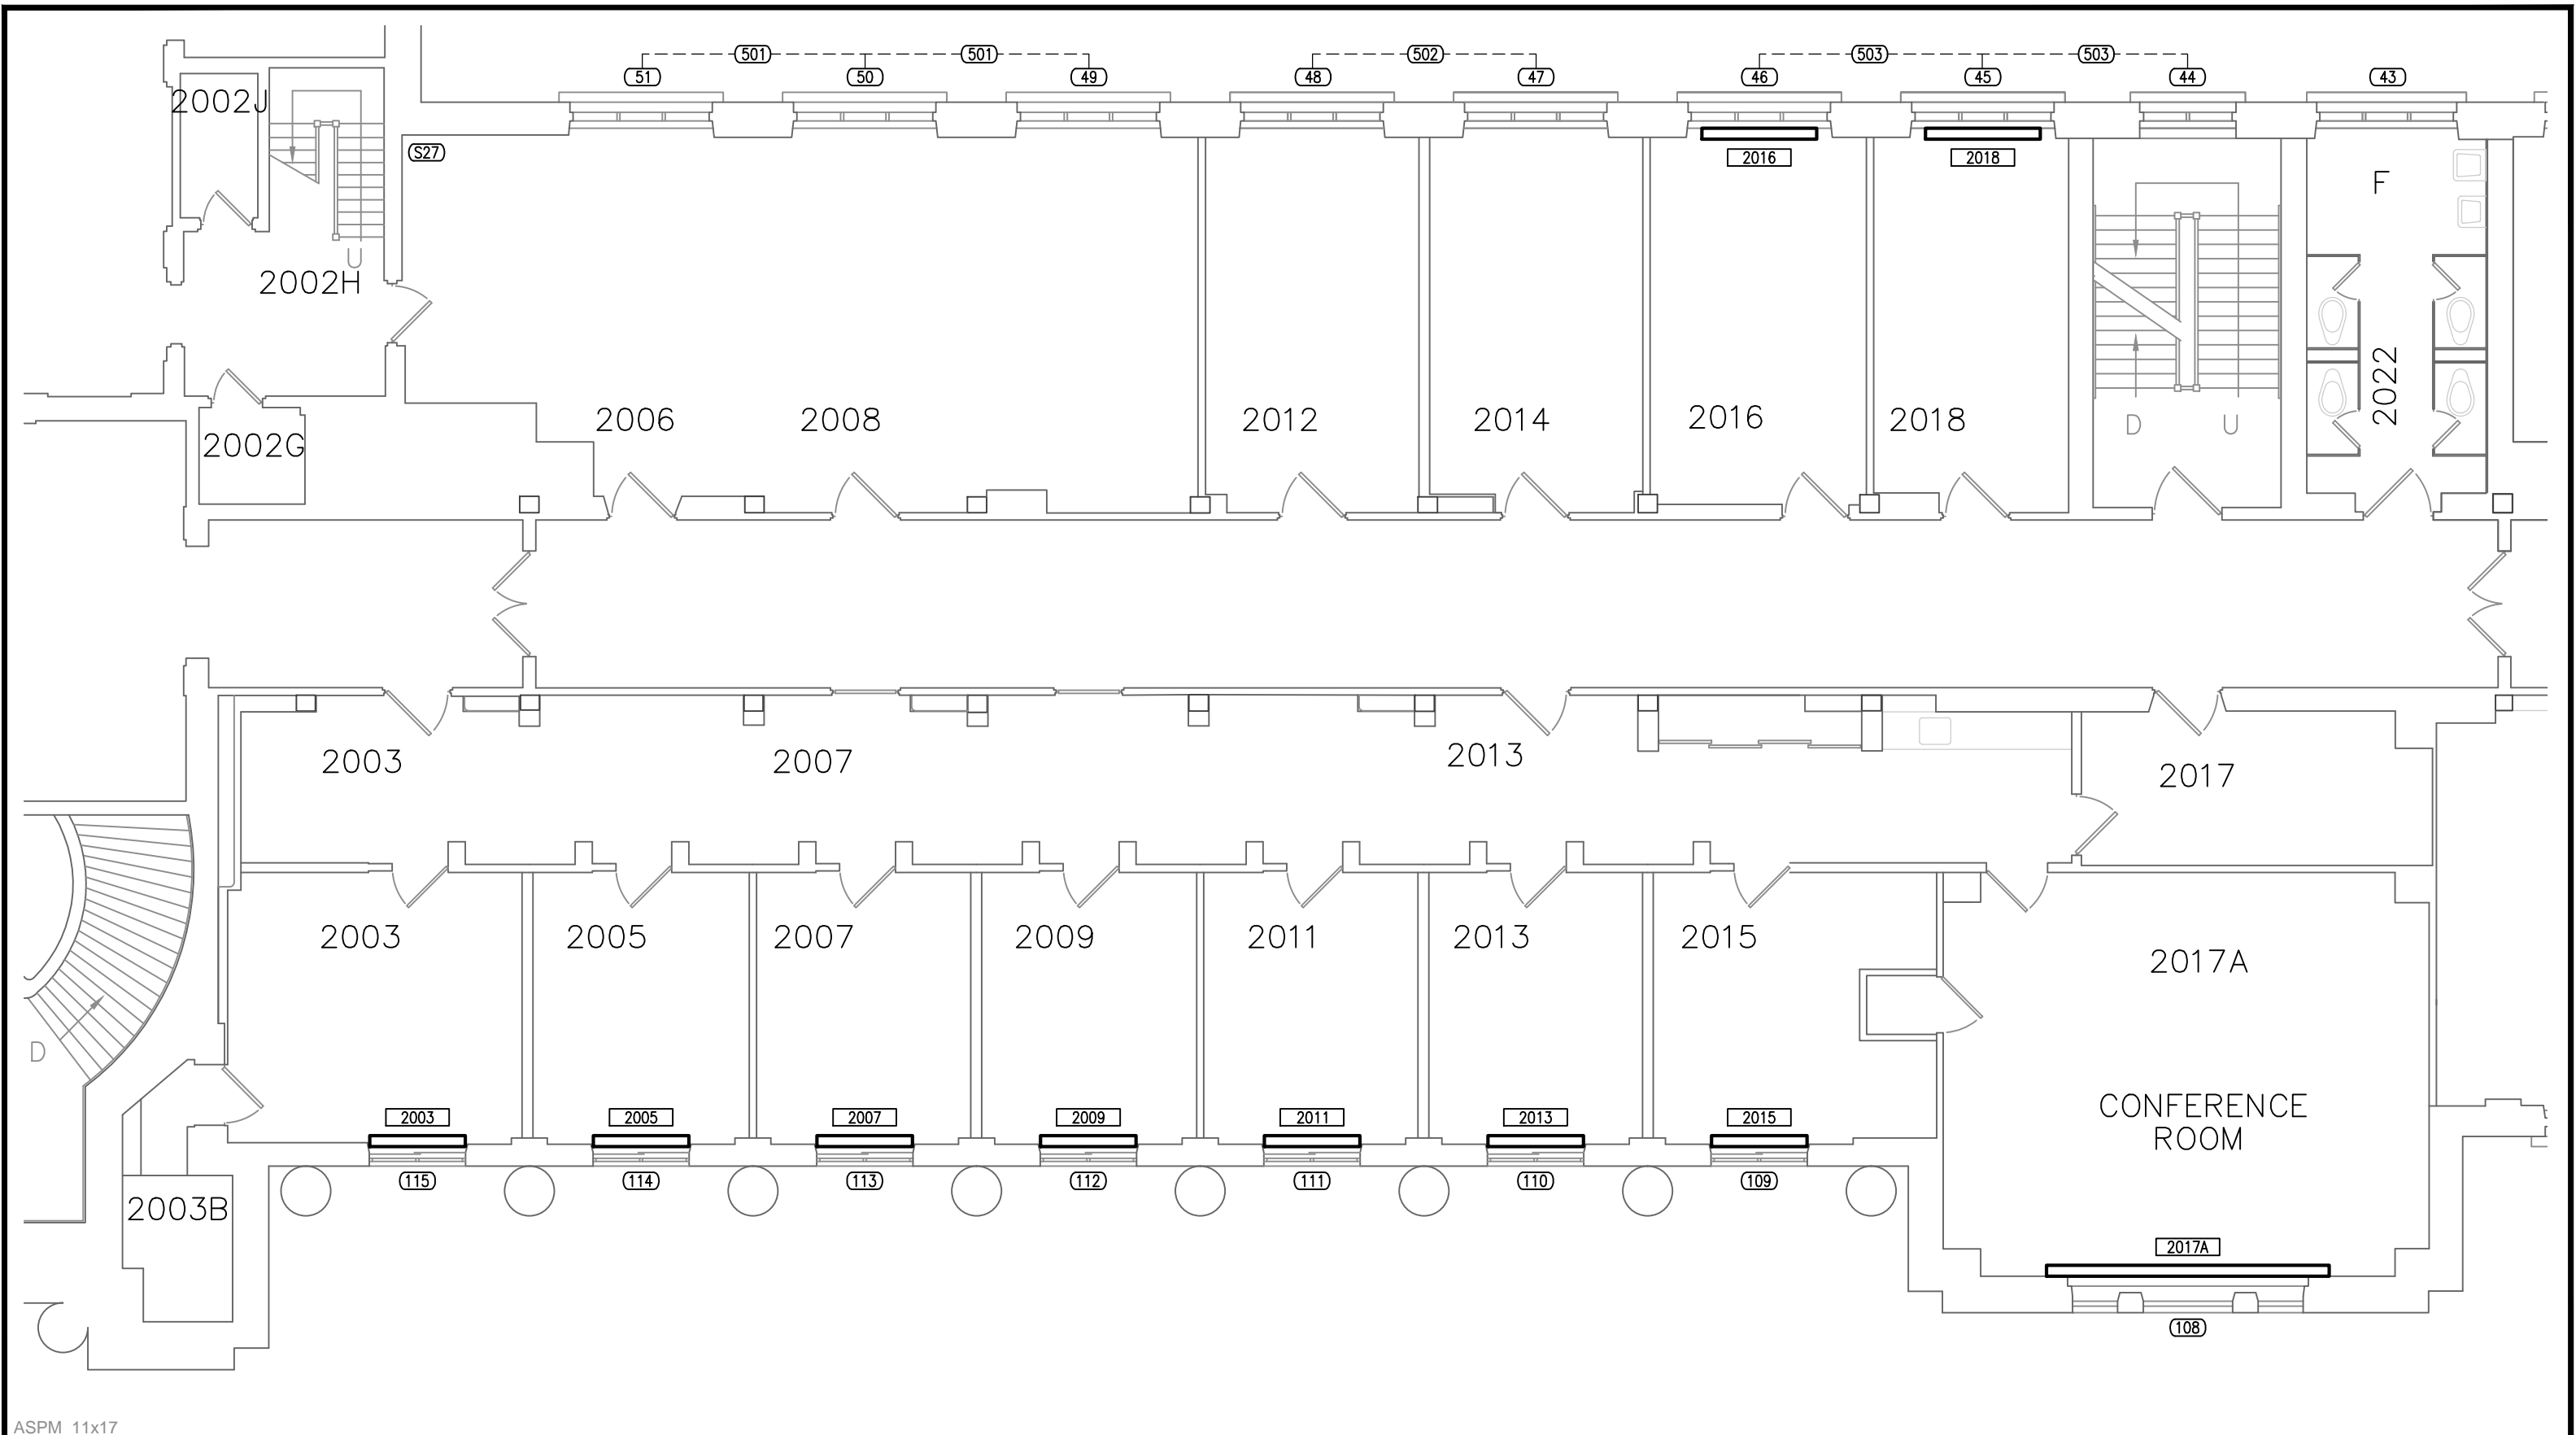 501 501 502 503 503
51 50 49 48 47 46 45 44 43
2002J
S27
2016 2018
F
U
2002H
2022
2006 2008 2012 2014 2016 2018
D U
2002G
2003 2007 2013 2017
2003 2005 2007 2009 2011 2013 2015
2017A
D
CONFERENCE
ROOM
2003 2005 2007 2009 2011 2013 2015
115 114 113 112 111 110 109
2003B
2017A
108
ASPM 11x17